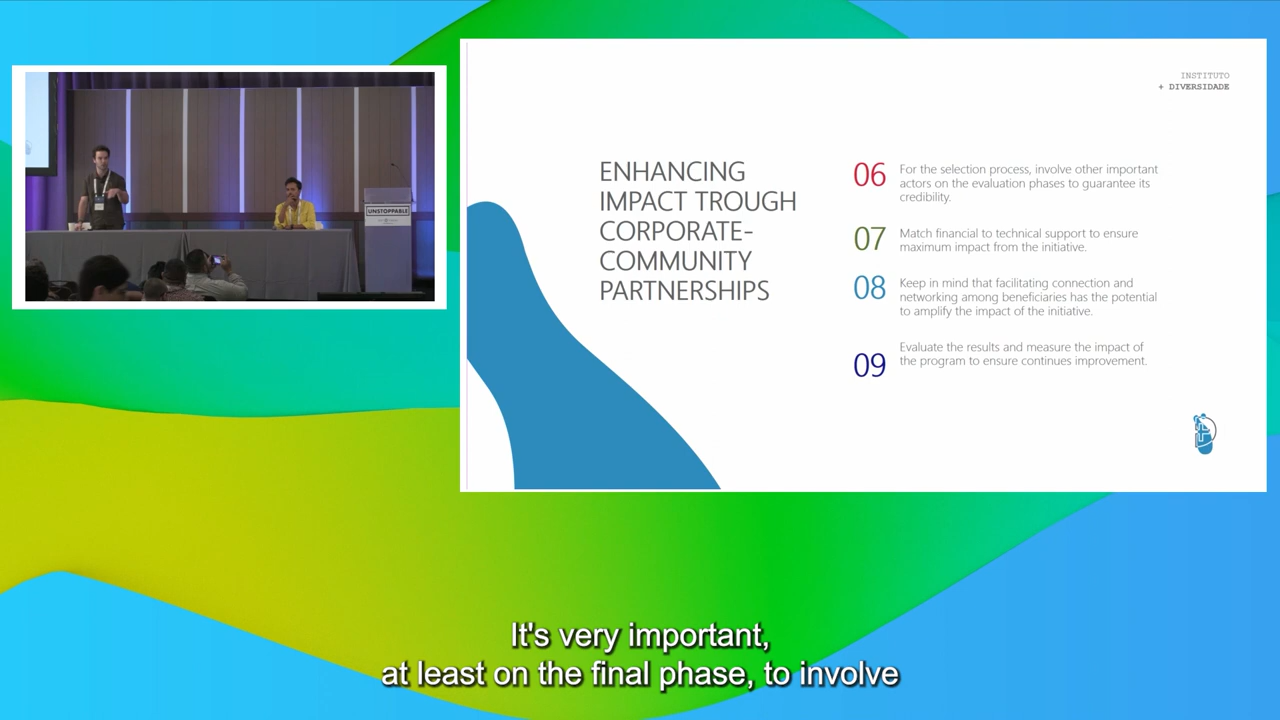 UNSTOPPABLE
INSTITUTO
+ DIVERSIDADE
ENHANCING
IMPACT TROUGH
CORPORATE-
COMMUNITY
PARTNERSHIPS
06
For the selection process, involve other important
actors on the evaluation phases to guarantee its
credibility.
07
Match financial to technical support to ensure
maximum impact from the initiative.
08
Keep in mind that facilitating connection and
networking among beneficiaries has the potential
to amplify the impact of the initiative.
09
Evaluate the results and measure the impact of
the program to ensure continues improvement.
It's very important,
at least on the final phase, to involve